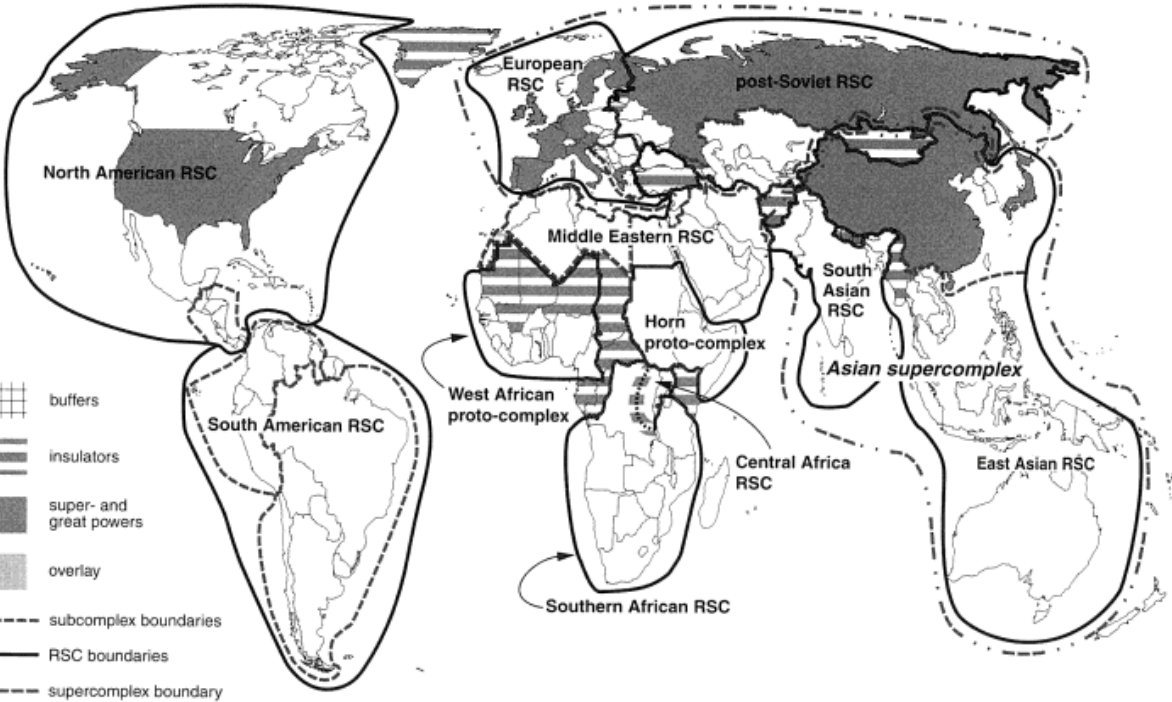 European
RSC
post-Soviet RSC
North American RSC
Middle Eastern RSC
South
Asian
RSC
Horn
proto-complex
Asian supercomplex
West African
proto-complex
South American RSC
Central Africa
RSC
East Asian RSC
Southern African RSC
buffers
insulators
super- and
great powers
overlay
subcomplex boundaries
RSC boundaries
supercomplex boundary